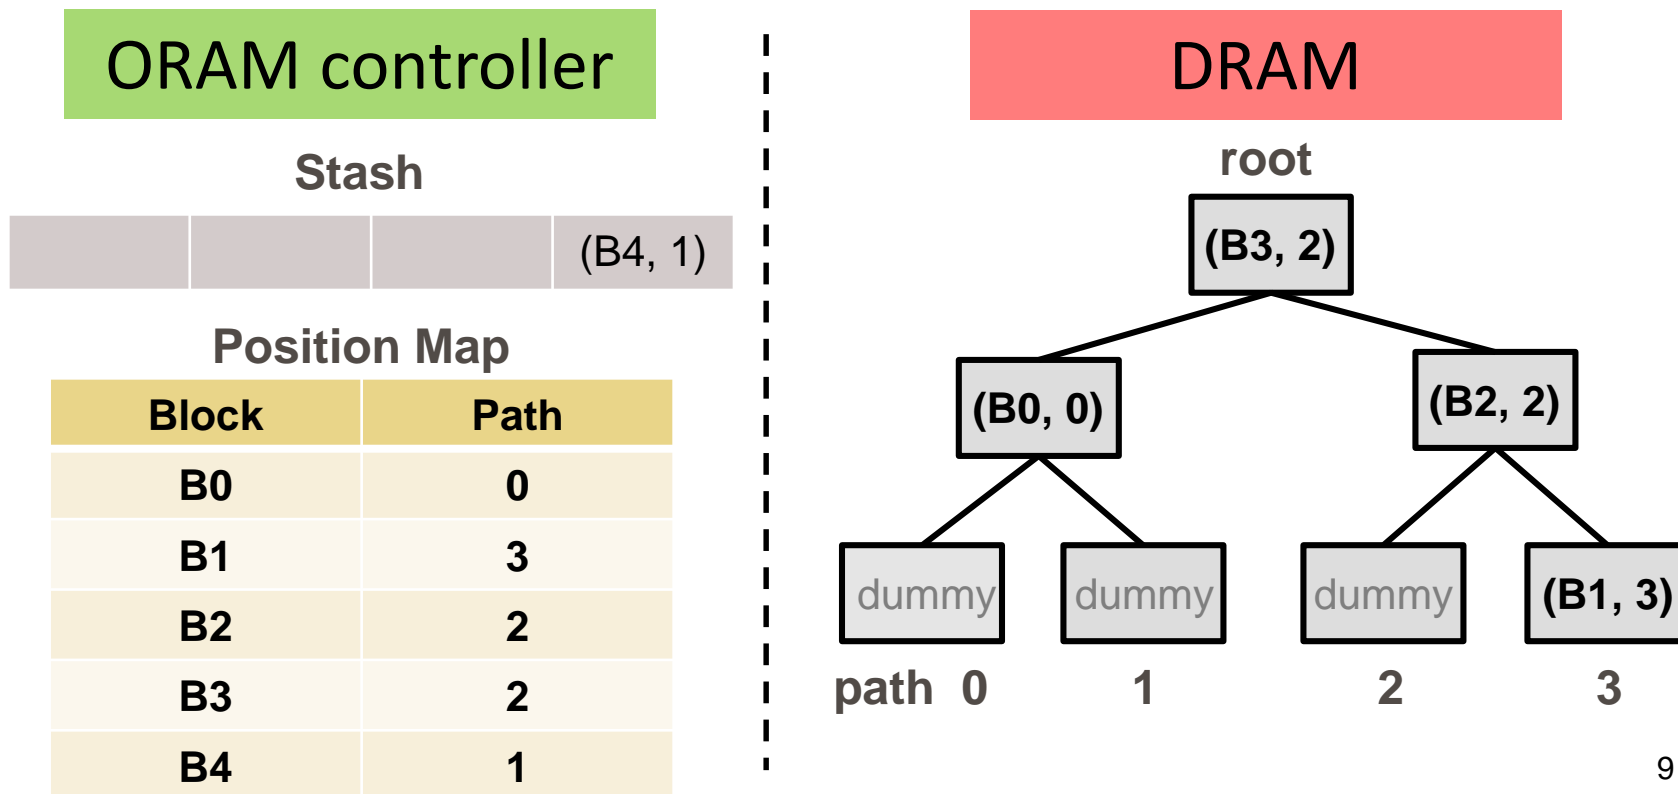 ORAM controller
Stash
(B4, 1)
Position Map
Block Path
B0 0
B1 3
B2 2
B3 2
B4 1
DRAM
root
(B3, 2)
(B0, 0) (B2, 2)
dummy dummy dummy (B1, 3)
path 0 1 2 3
9